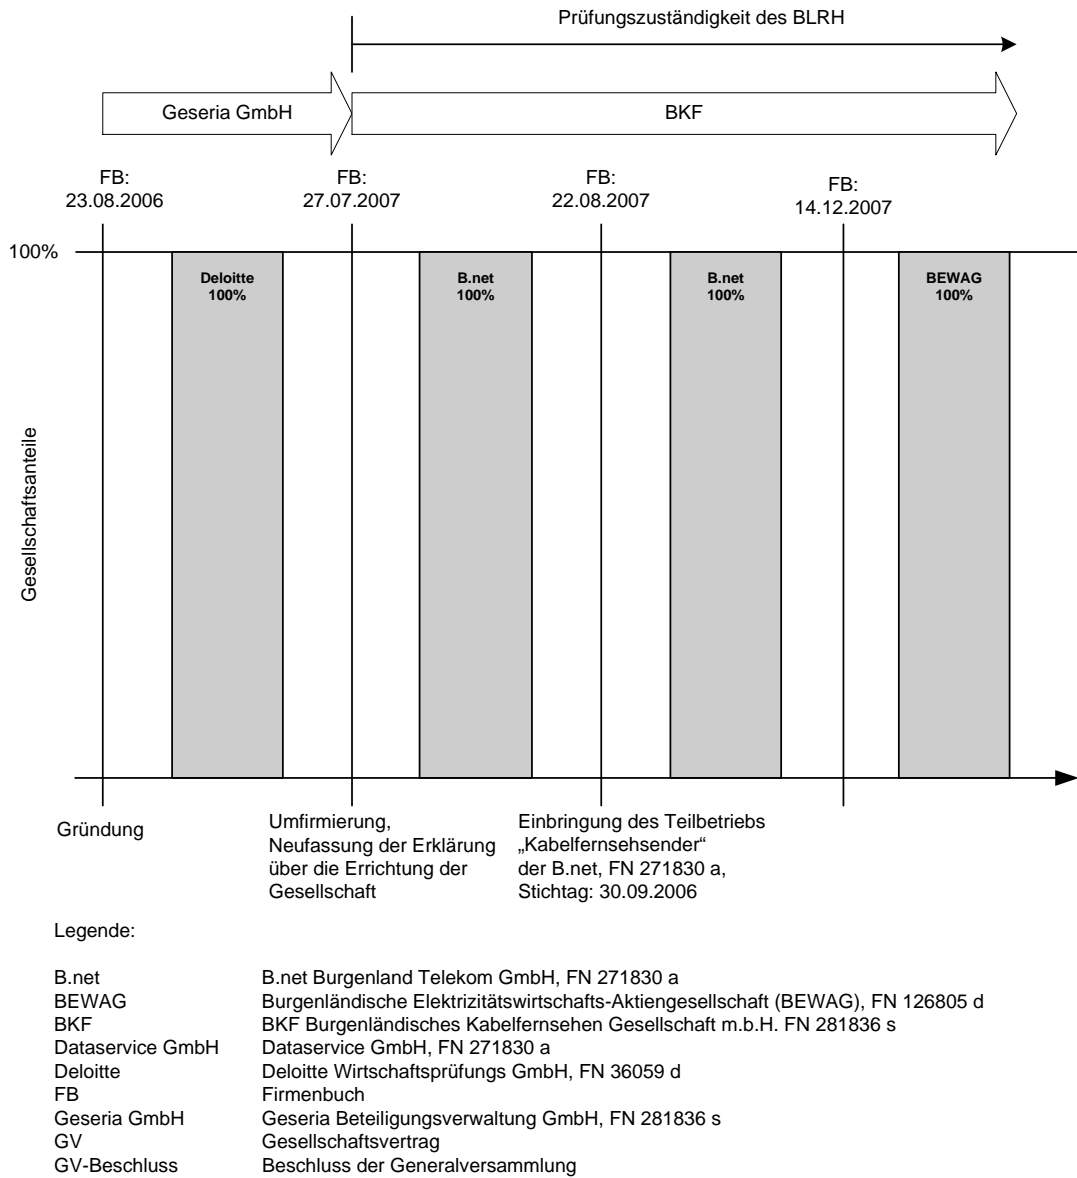 Prüfungszuständigkeit des BLRH
Geseria GmbH
BKF
FB:
23.08.2006
FB:
27.07.2007
FB:
22.08.2007
FB:
14.12.2007
100%
Deloitte
100%
B.net
100%
B.net
100%
BEWAG
100%
Gesellschaftsanteile
Gründung
Umfirmierung,
Neufassung der Erklärung
über die Errichtung der
Gesellschaft
Einbringung des Teilbetriebs
„Kabelfernsehsender“
der B.net, FN 271830 a,
Stichtag: 30.09.2006
Legende:
B.net B.net Burgenland Telekom GmbH, FN 271830 a
BEWAG Burgenländische Elektrizitätswirtschafts-Aktiengesellschaft (BEWAG), FN 126805 d
BKF BKF Burgenländisches Kabelfernsehen Gesellschaft m.b.H. FN 281836 s
Dataservice GmbH Dataservice GmbH, FN 271830 a
Deloitte Deloitte Wirtschaftsprüfungs GmbH, FN 36059 d
FB Firmenbuch
Geseria GmbH Geseria Beteiligungsverwaltung GmbH, FN 281836 s
GV Gesellschaftsvertrag
GV-Beschluss Beschluss der Generalversammlung